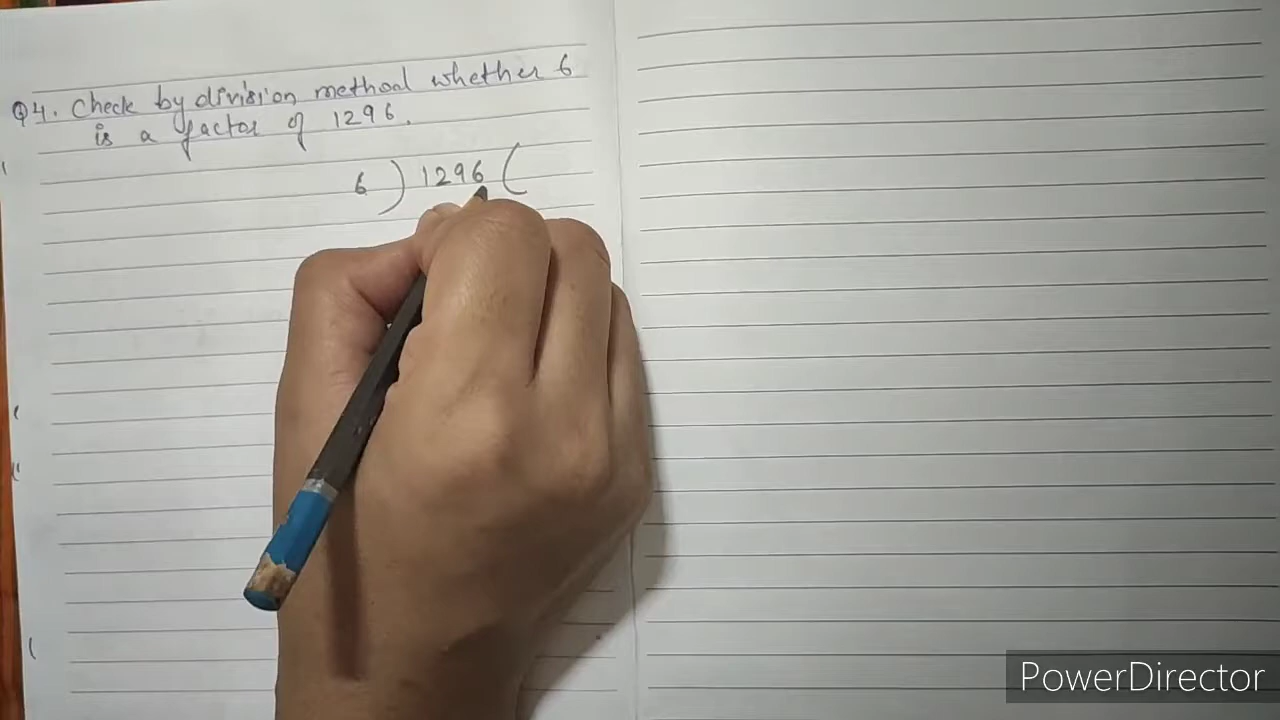 Q4. Check by division method whether 6
is a factor of 1296.
6 ) 1296 (
PowerDirector